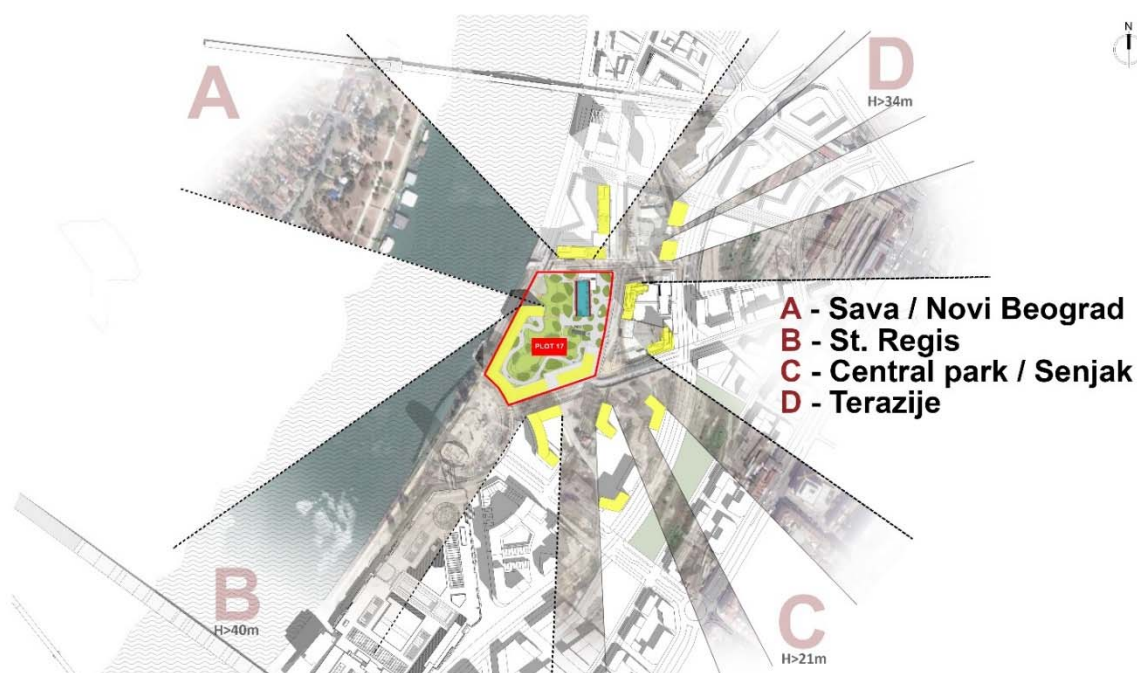 N
A
D
H>34m
PLOT 17
A - Sava / Novi Beograd
B - St. Regis
C - Central park / Senjak
D - Terazije
B
H>40m
C
H>21m